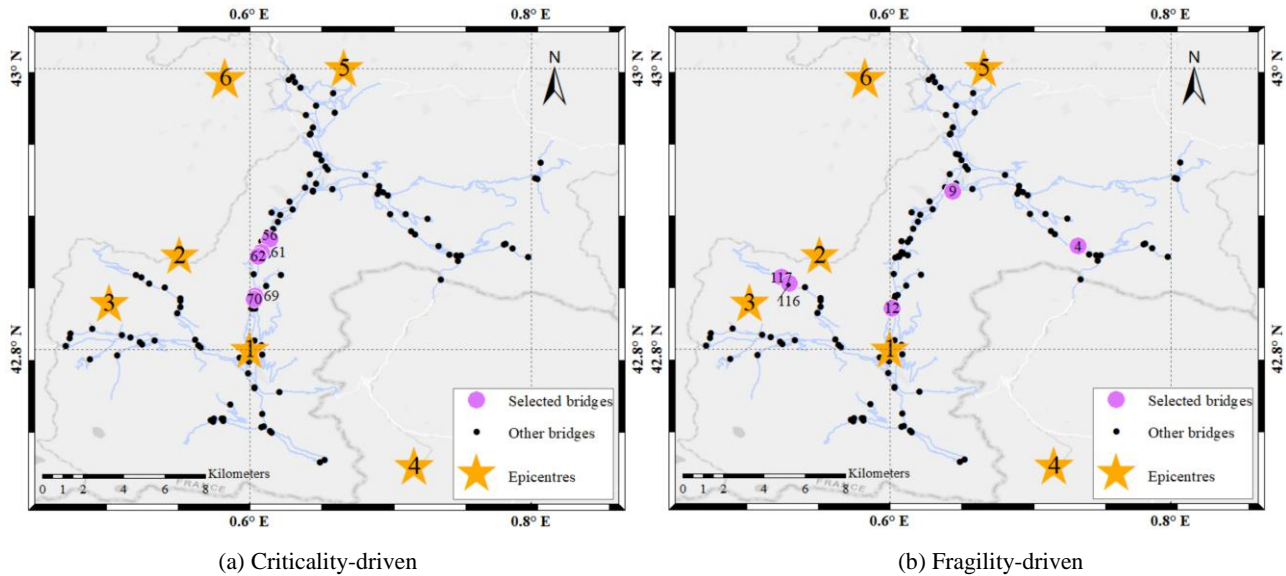 0.6° E 0.8° E
N
43° N
6 5
2
56
61
62
3
69
70
1
42.8° N
4
Selected bridges
Other bridges
Epicentres
Kilometers
0 1 2 4 6 8
FRANCE
0.6° E 0.8° E
(a) Criticality-driven
0.6° E 0.8° E
N
43° N
6 5
9
2
4
117
116
3
12
1
42.8° N
4
Selected bridges
Other bridges
Epicentres
Kilometers
0 1 2 4 6 8
FRANCE
0.6° E 0.8° E
(b) Fragility-driven